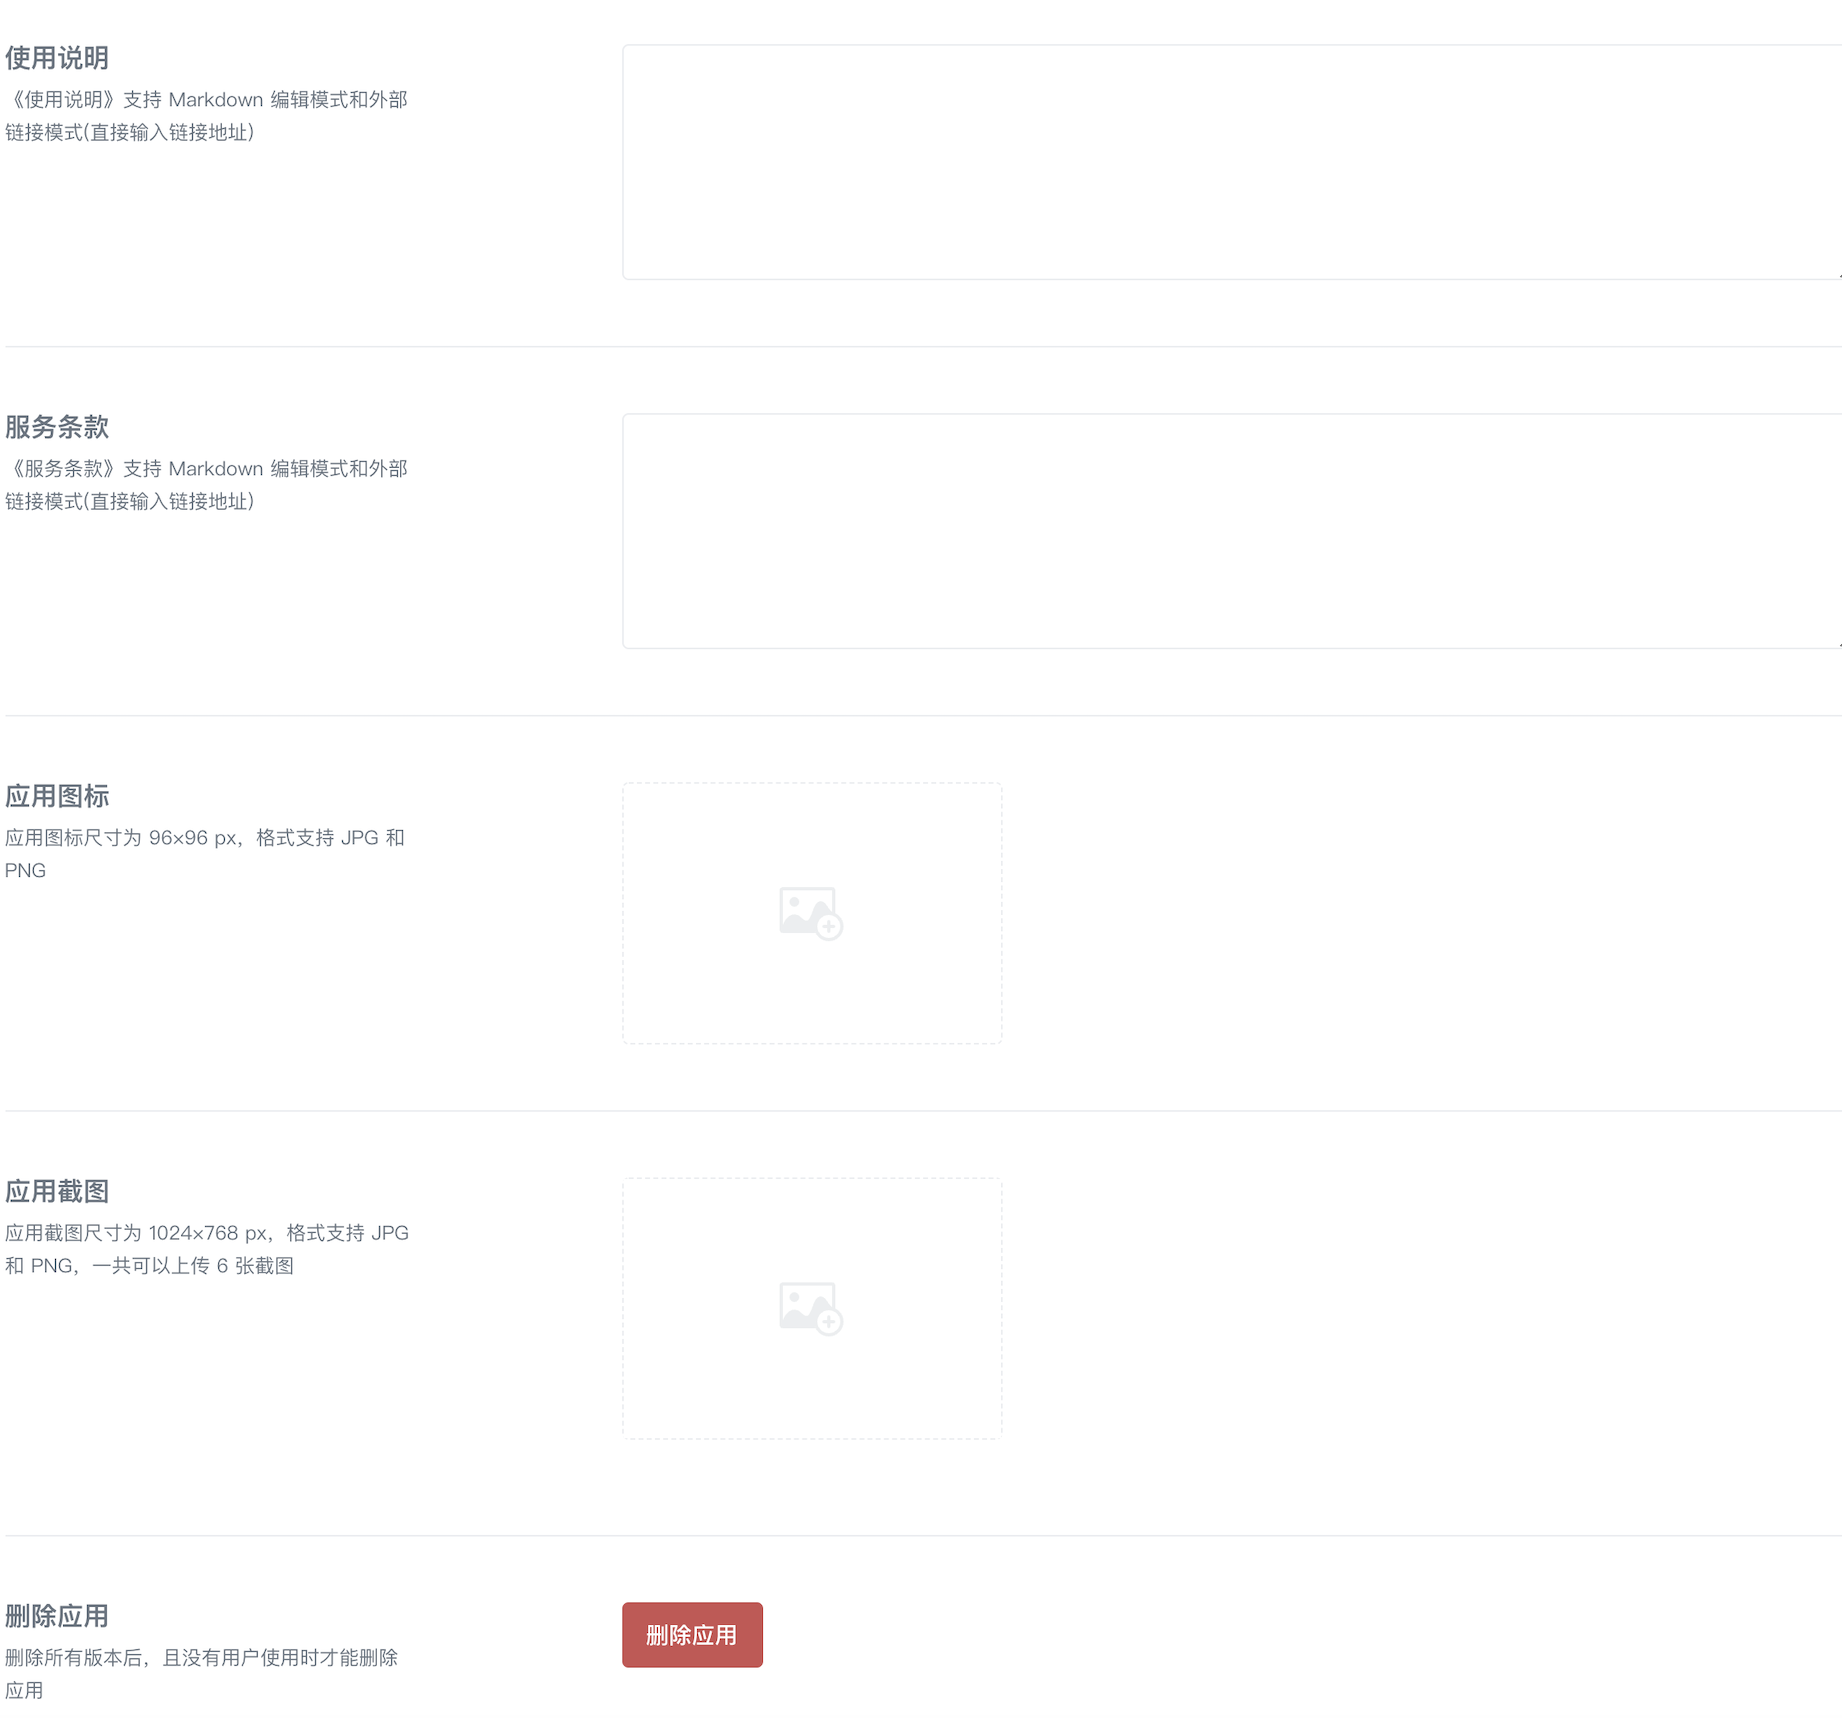 使用说明
《使用说明》支持 Markdown 编辑模式和外部
链接模式(直接输入链接地址)
服务条款
《服务条款》支持 Markdown 编辑模式和外部
链接模式(直接输入链接地址)
应用图标
应用图标尺寸为 96×96 px，格式支持 JPG 和
PNG
应用截图
应用截图尺寸为 1024×768 px，格式支持 JPG
和 PNG，一共可以上传 6 张截图
删除应用
删除应用
删除所有版本后，且没有用户使用时才能删除
应用